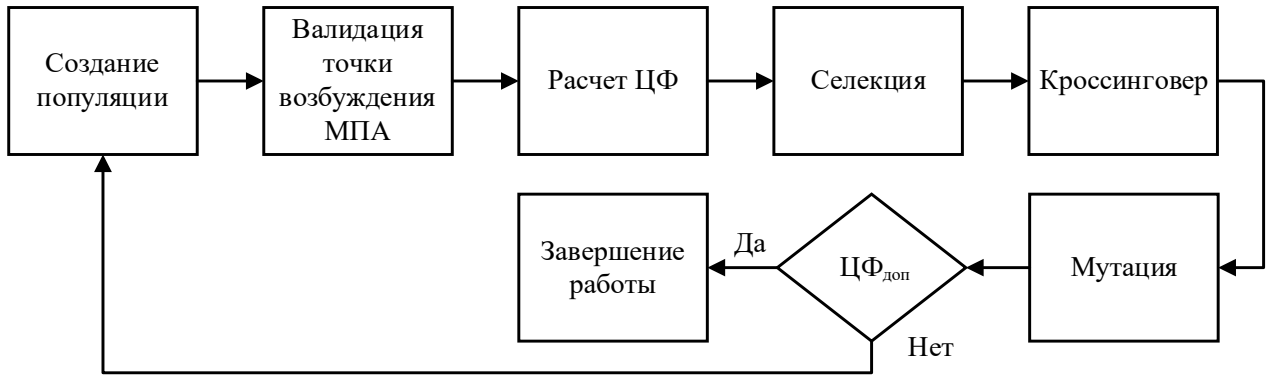 Создание
популяции
Валидация
точки
возбуждения
МПА
Расчет ЦФ
Селекция
Кроссинговер
Завершение
работы
Да
ЦФдоп
Мутация
Нет